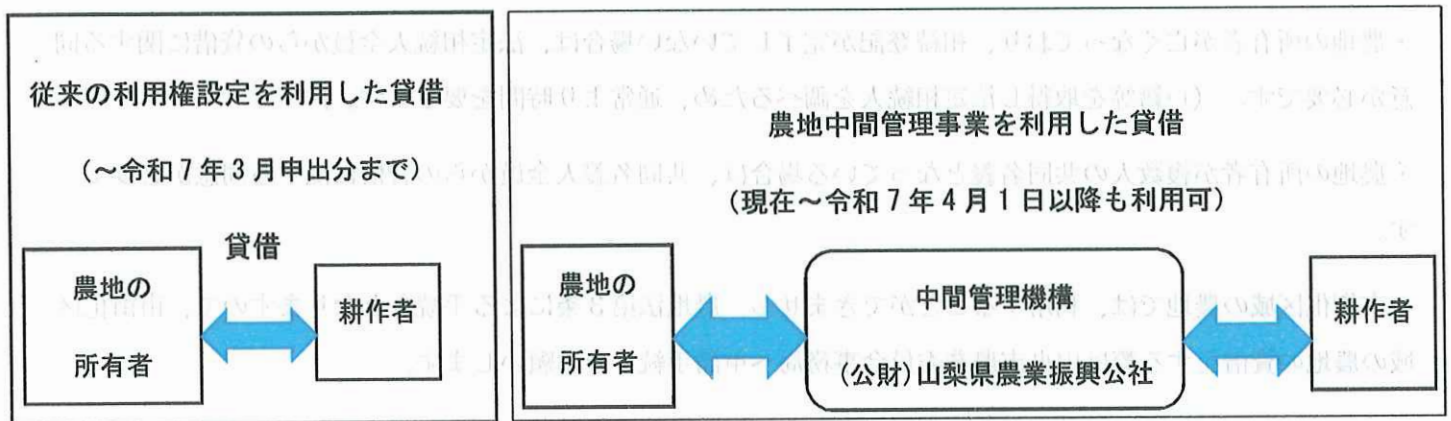 従来の利用権設定を利用した貸借
(～令和７年３月申出分まで)
貸借
農地の
所有者
耕作者
農地中間管理事業を利用した貸借
(現在～令和７年４月１日以降も利用可)
農地の
所有者
中間管理機構
(公財)山梨県農業振興公社
耕作者